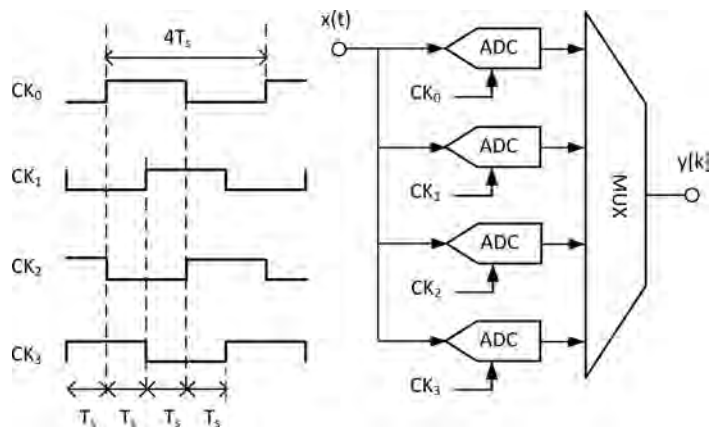 4Ts
CK0
CK1
CK2
CK3
Ts Ts Ts Ts
x(t)
ADC
CK0
ADC
CK1
ADC
CK2
ADC
CK3
MUX
y[k]